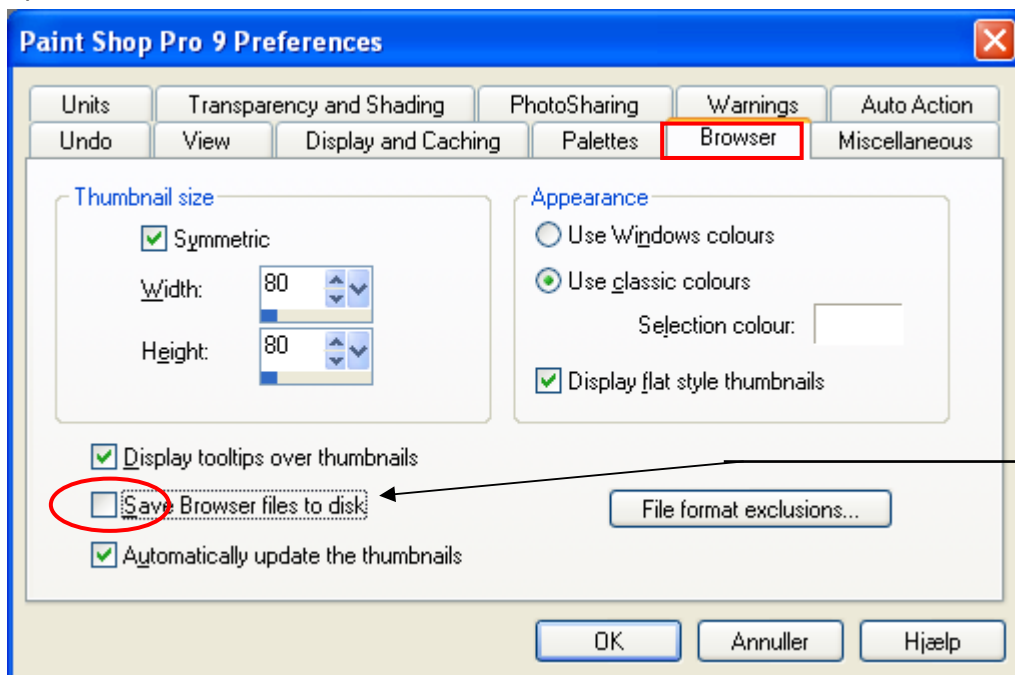 Paint Shop Pro 9 Preferences
Units Transparency and Shading PhotoSharing Warnings Auto Action
Undo View Display and Caching Palettes Browser Miscellaneous
Thumbnail size
Symmetric
Width: 80
Height: 80
Appearance
Use Windows colours
Use classic colours
Selection colour:
Display flat style thumbnails
Display tooltips over thumbnails
Save Browser files to disk
File format exclusions...
Automatically update the thumbnails
OK Annuller Hjælp